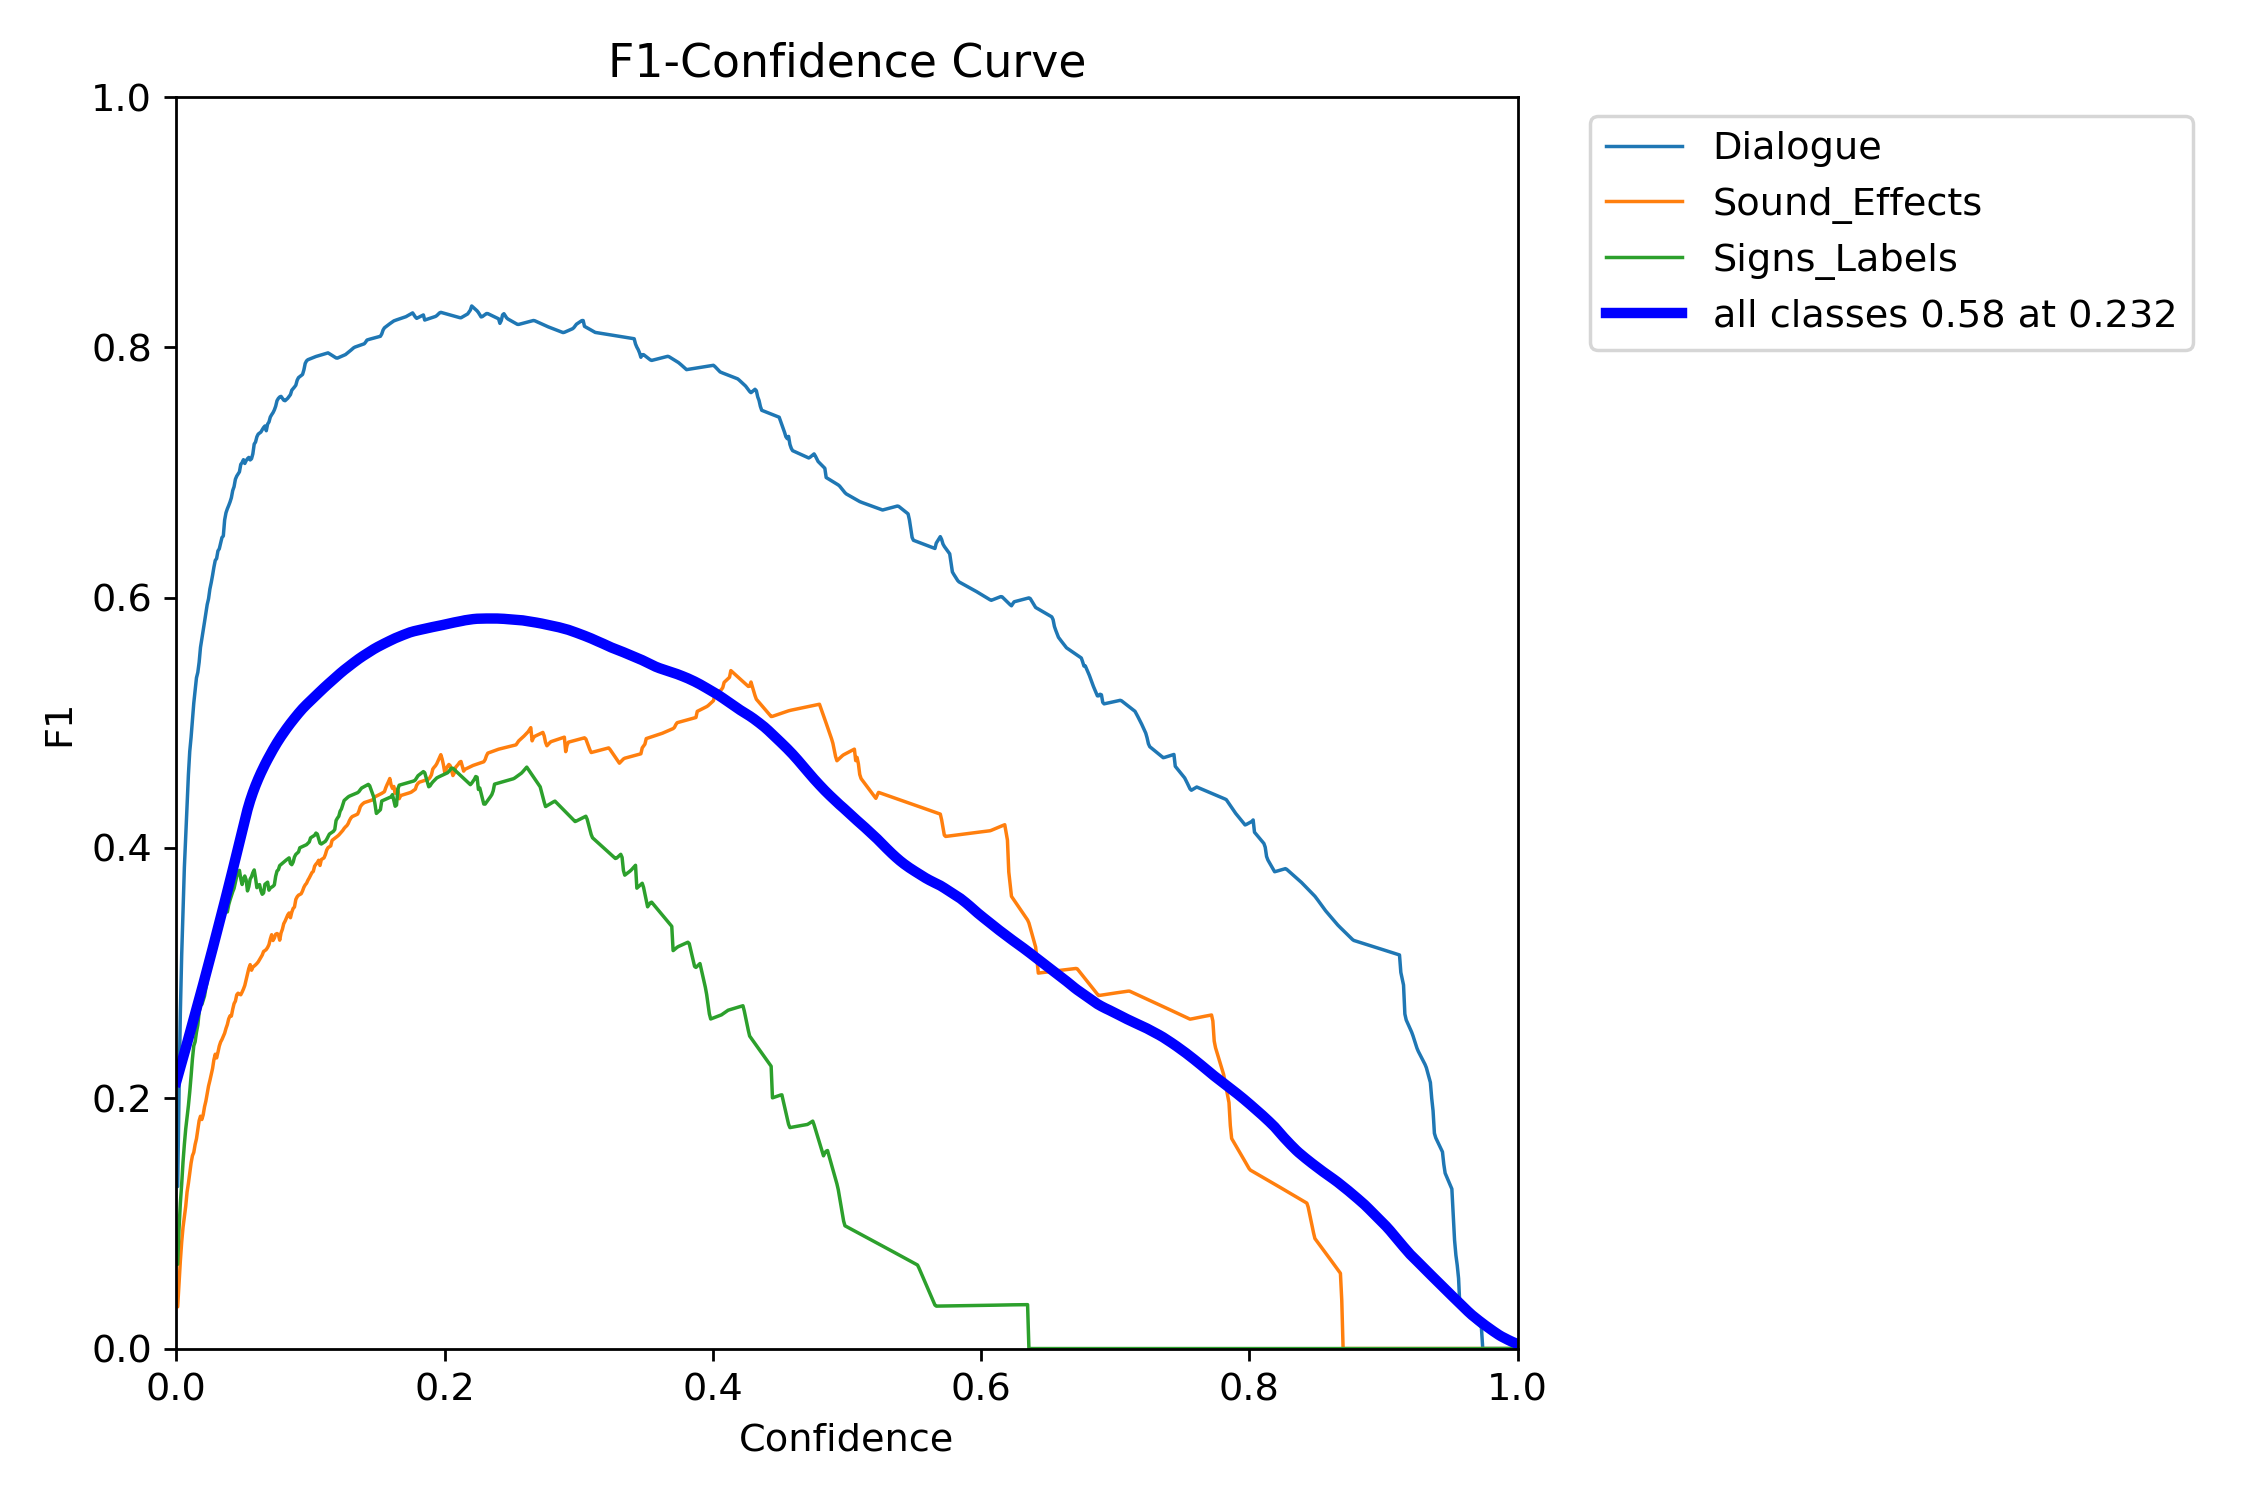 F1-Confidence Curve
1.0
0.8
0.6
0.4
0.2
0.0
F1
0.0 0.2 0.4 0.6 0.8 1.0
Confidence
Dialogue
Sound_Effects
Signs_Labels
all classes 0.58 at 0.232